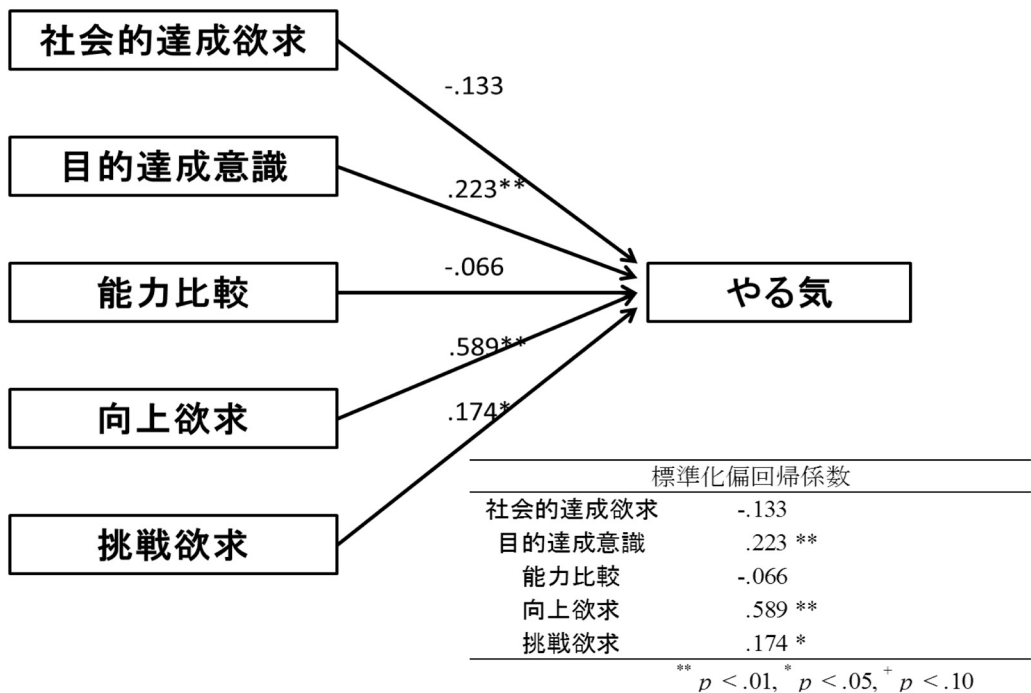 社会的達成欲求
-.133
目的達成意識
.223**
能力比較
-.066
やる気
.589**
向上欲求
.174*
挑戦欲求
標準化偏回帰係数
社会的達成欲求 -.133
目的達成意識 .223 **
能力比較 -.066
向上欲求 .589 **
挑戦欲求 .174 *
** p < .01, * p < .05, + p < .10